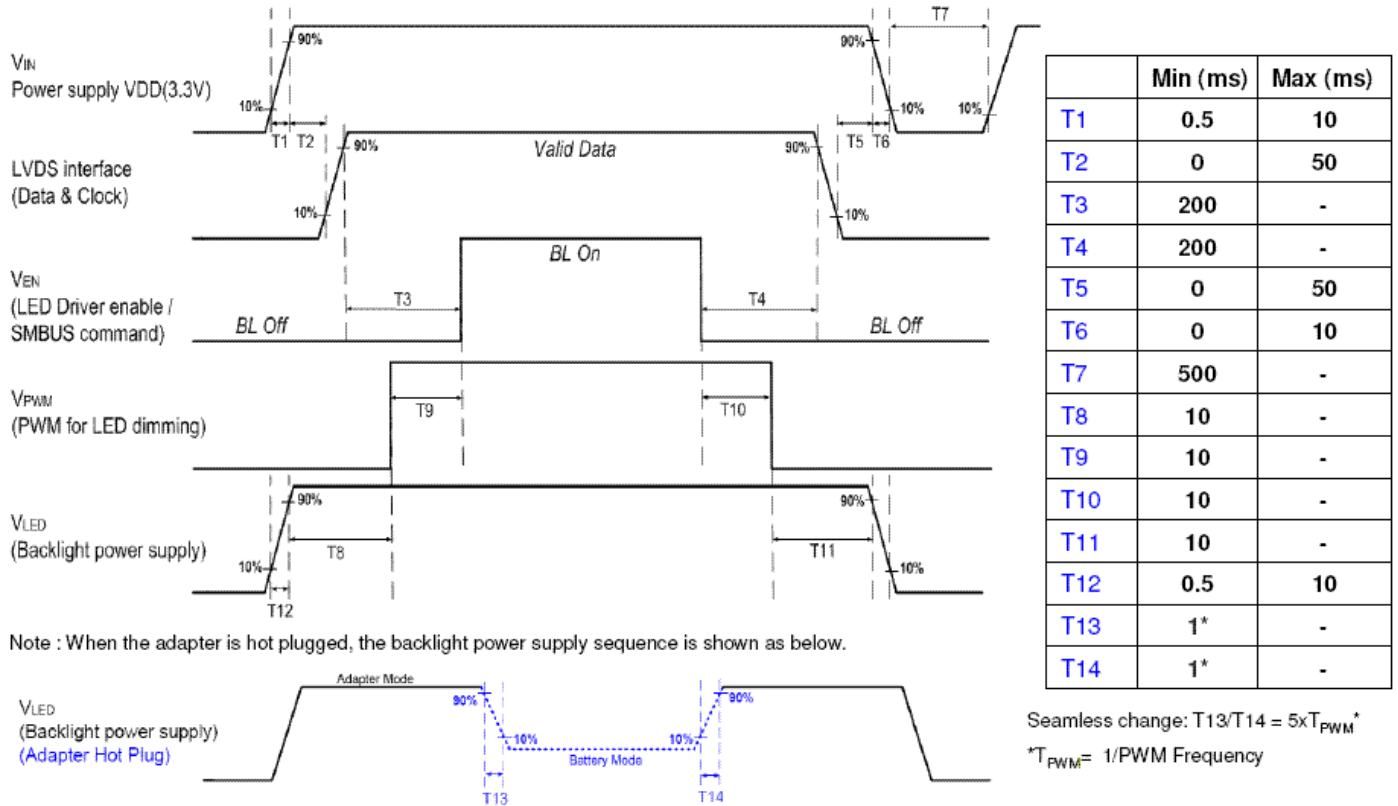 T7
90%
90%
VIN
Power supply VDD(3.3V)
10%
10%
10%
T1
T2
T5
T6
90%
Valid Data
90%
LVDS interface
(Data & Clock)
10%
10%
BL On
VEN
(LED Driver enable /
SMBUS command)
T3
T4
BL Off
BL Off
VPWM
(PWM for LED dimming)
T9
T10
90%
90%
VLED
(Backlight power supply)
T8
T11
10%
10%
T12
Note : When the adapter is hot plugged, the backlight power supply sequence is shown as below.
Adapter Mode
VLED
(Backlight power supply)
(Adapter Hot Plug)
90%
90%
10%
10%
Battery Mode
T13
T14
Min (ms) Max (ms)
T1 0.5 10
T2 0 50
T3 200 -
T4 200 -
T5 0 50
T6 0 10
T7 500 -
T8 10 -
T9 10 -
T10 10 -
T11 10 -
T12 0.5 10
T13 1* -
T14 1* -
Seamless change: T13/T14 = 5xTPWM*
*TPWM= 1/PWM Frequency